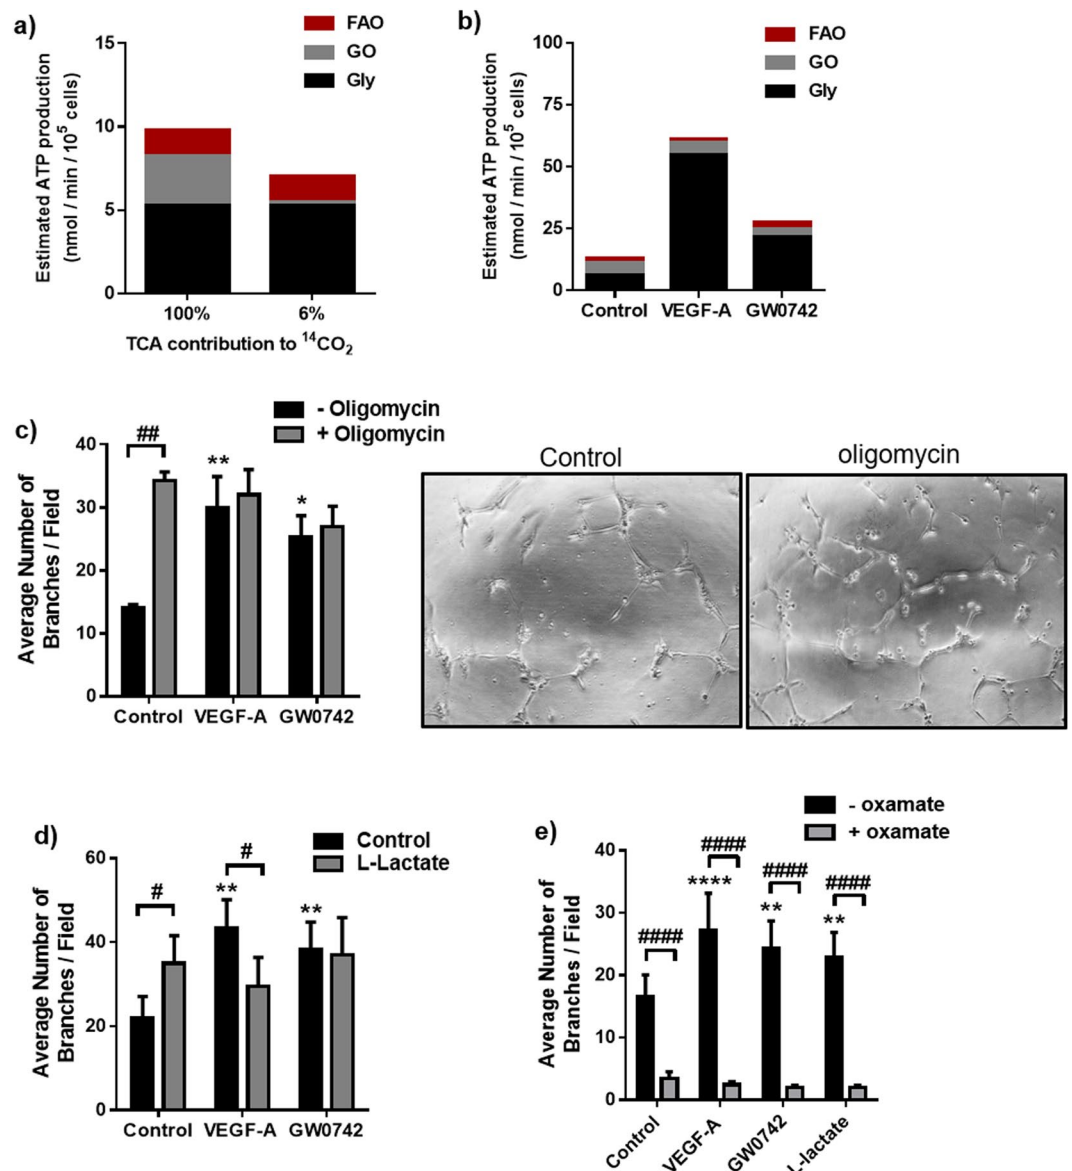 a)
FAO
GO
Gly
Estimated ATP production
(nmol / min / 10⁵ cells)
15
10
5
0
100%
6%
TCA contribution to ¹⁴CO₂
b)
FAO
GO
Gly
Estimated ATP production
(nmol / min / 10⁵ cells)
100
75
50
25
0
Control
VEGF-A
GW0742
c)
- Oligomycin
+ Oligomycin
Average Number of
Branches / Field
40
30
20
10
0
##
**
*
Control
VEGF-A
GW0742
Control
oligomycin
d)
Control
L-Lactate
Average Number of
Branches / Field
60
40
20
0
#
#
**
**
Control
VEGF-A
GW0742
e)
- oxamate
+ oxamate
Average Number of
Branches / Field
40
30
20
10
0
####
####
****
####
**
####
**
Control
VEGF-A
GW0742
L-lactate